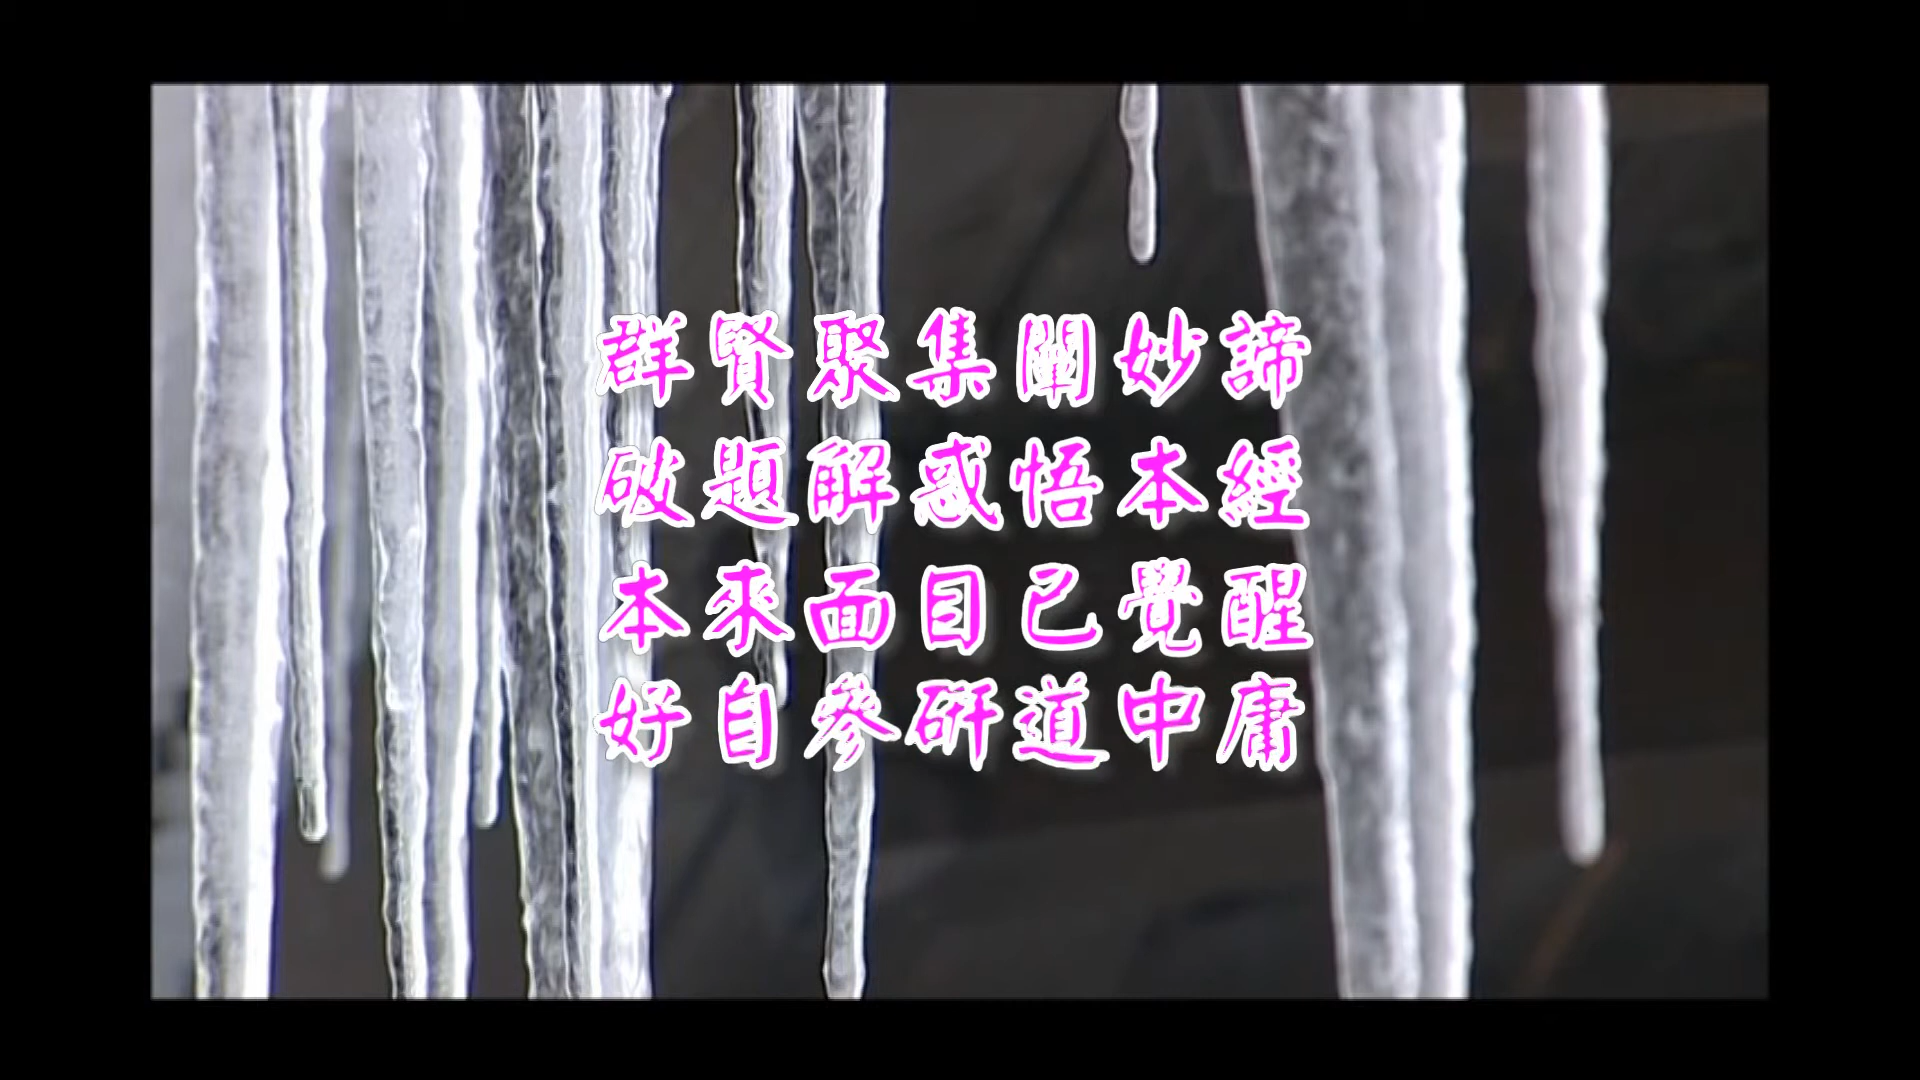 群賢聚集闡妙諦
破題解惑悟本經
本來面目已覺醒
好自參研道中庸